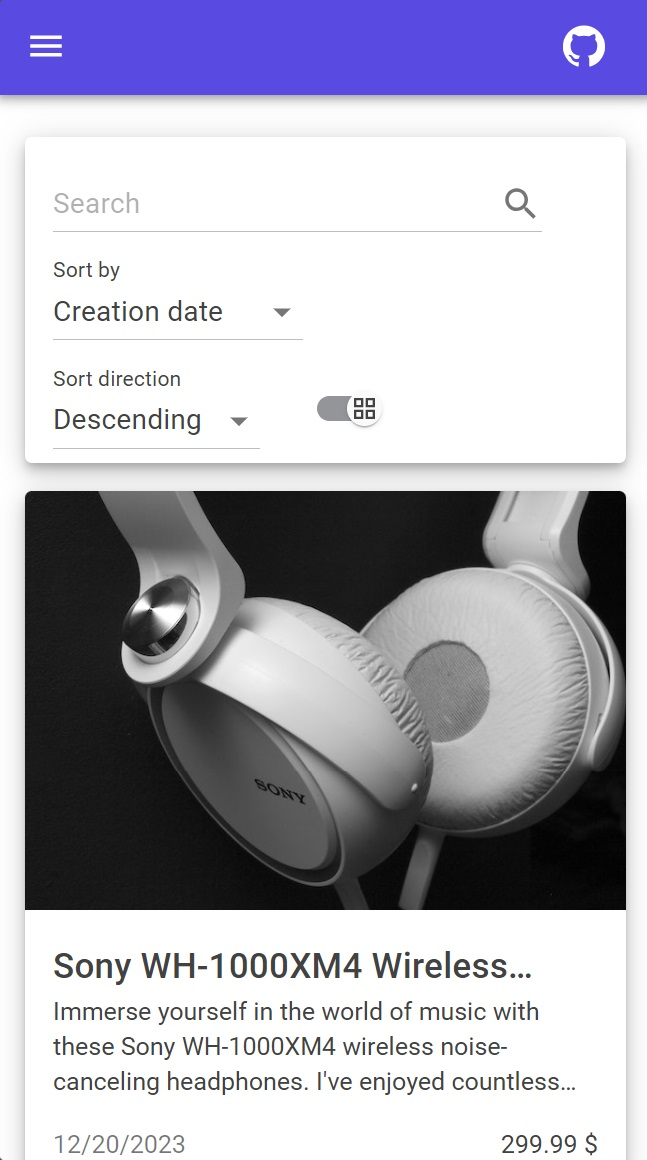 Search
Sort by
Creation date
Sort direction
Descending
SONY
Sony WH-1000XM4 Wireless…
Immerse yourself in the world of music with
these Sony WH-1000XM4 wireless noise-
canceling headphones. I've enjoyed countless…
12/20/2023
299.99 $